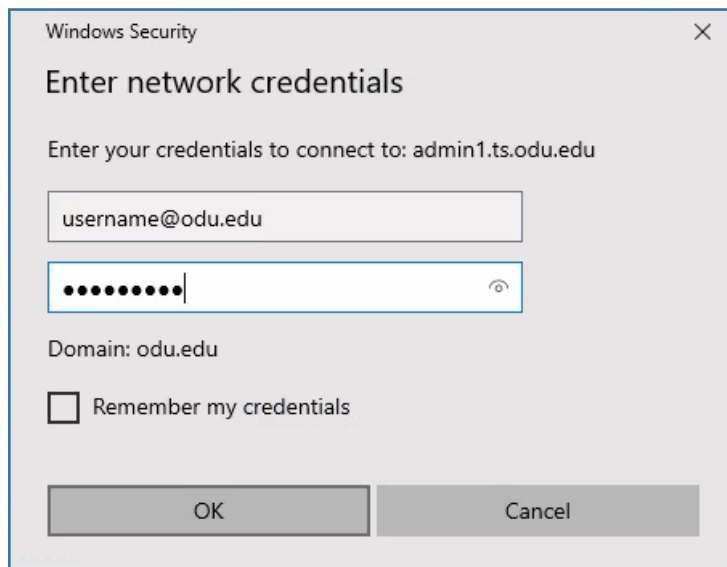 Windows Security
Enter network credentials
Enter your credentials to connect to: admin1.ts.odu.edu
username@odu.edu
●●●●●●●●●
Domain: odu.edu
Remember my credentials
OK
Cancel